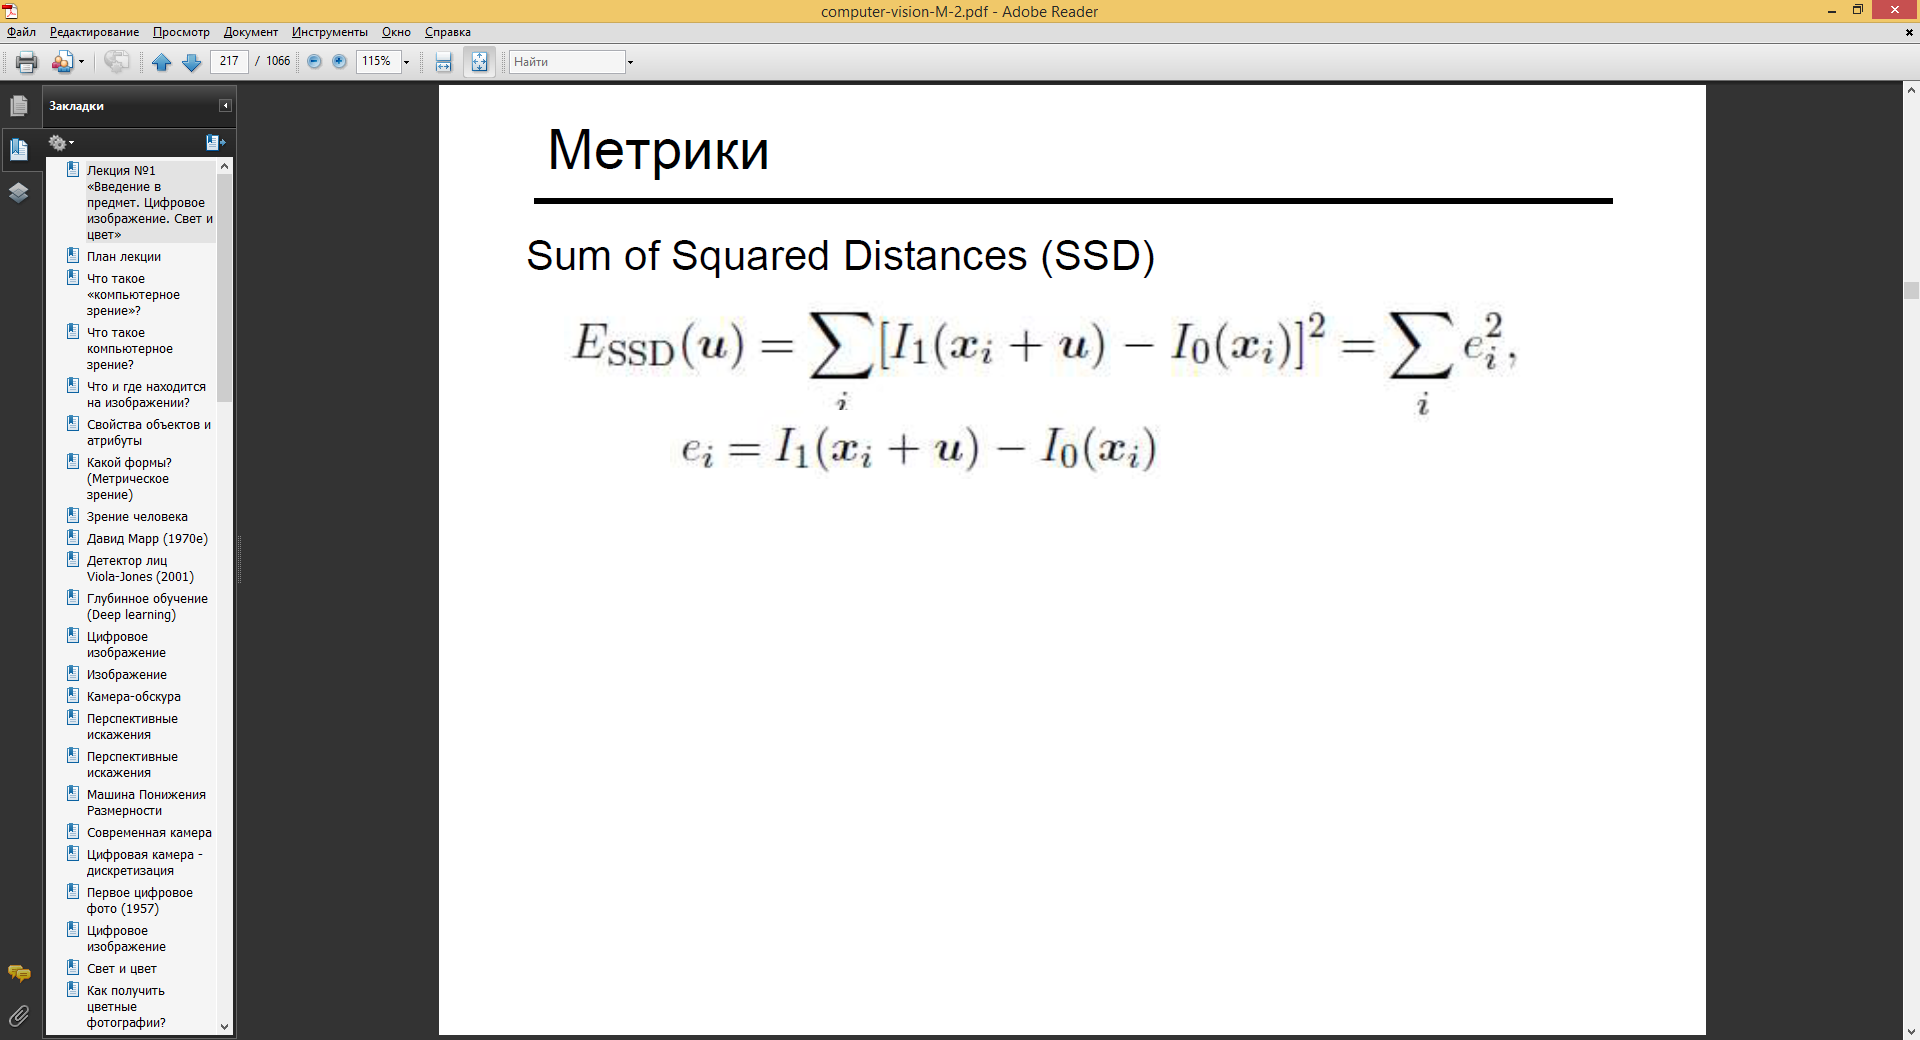 computer-vision-M-2.pdf - Adobe Reader
Файл Редактирование Просмотр Документ Инструменты Окно Справка
217 / 1066 115% Найти
Закладки
Лекция №1
«Введение в
предмет. Цифровое
изображение. Свет и
цвет»
План лекции
Что такое
«компьютерное
зрение»?
Что такое
компьютерное
зрение?
Что и где находится
на изображении?
Свойства объектов и
атрибуты
Какой формы?
(Метрическое
зрение)
Зрение человека
Давид Марр (1970е)
Детектор лиц
Viola-Jones (2001)
Глубинное обучение
(Deep learning)
Цифровое
изображение
Изображение
Камера-обскура
Перспективные
искажения
Перспективные
искажения
Машина Понижения
Размерности
Современная камера
Цифровая камера -
дискретизация
Первое цифровое
фото (1957)
Цифровое
изображение
Свет и цвет
Как получить
цветные
фотографии?
Метрики
Sum of Squared Distances (SSD)
E_SSD(u) = ∑_i [I_1(x_i + u) − I_0(x_i)]^2 = ∑_i e_i^2,
e_i = I_1(x_i + u) − I_0(x_i)